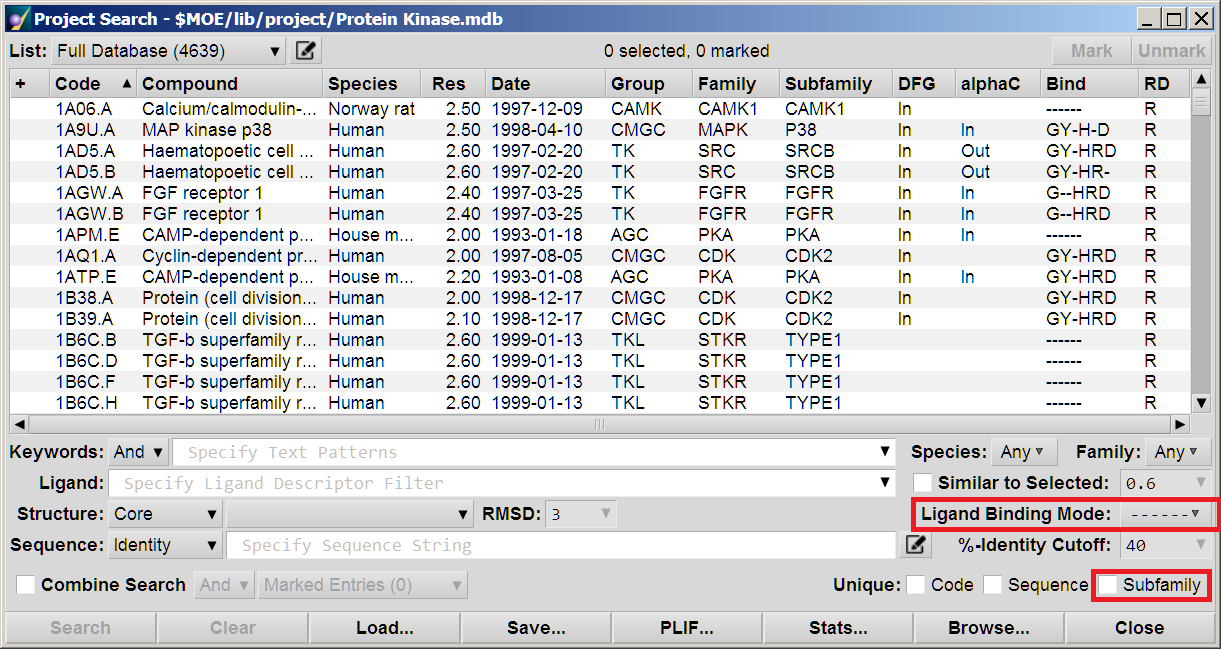 Project Search - $MOE/lib/project/Protein Kinase.mdb
List: Full Database (4639) 0 selected, 0 marked Mark Unmark
+ Code Compound Species Res Date Group Family Subfamily DFG alphaC Bind RD
1A06.A Calcium/calmodulin-... Norway rat 2.50 1997-12-09 CAMK CAMK1 CAMK1 In ------ R
1A9U.A MAP kinase p38 Human 2.50 1998-04-10 CMGC MAPK P38 In In GY-H-D R
1AD5.A Haematopoetic cell ... Human 2.60 1997-02-20 TK SRC SRCB In Out GY-HRD R
1AD5.B Haematopoetic cell ... Human 2.60 1997-02-20 TK SRC SRCB In Out GY-HR- R
1AGW.A FGF receptor 1 Human 2.40 1997-03-25 TK FGFR FGFR In In G--HRD R
1AGW.B FGF receptor 1 Human 2.40 1997-03-25 TK FGFR FGFR In In G--HRD R
1APM.E CAMP-dependent p... House m... 2.00 1993-01-18 AGC PKA PKA In In ------ R
1AQ1.A Cyclin-dependent pr... Human 2.00 1997-08-05 CMGC CDK CDK2 In GY-HRD R
1ATP.E CAMP-dependent p... House m... 2.20 1993-01-08 AGC PKA PKA In In GY-HRD R
1B38.A Protein (cell division... Human 2.00 1998-12-17 CMGC CDK CDK2 In GY-HRD R
1B39.A Protein (cell division... Human 2.10 1998-12-17 CMGC CDK CDK2 In GY-HRD R
1B6C.B TGF-b superfamily r... Human 2.60 1999-01-13 TKL STKR TYPE1 ------ R
1B6C.D TGF-b superfamily r... Human 2.60 1999-01-13 TKL STKR TYPE1 ------ R
1B6C.F TGF-b superfamily r... Human 2.60 1999-01-13 TKL STKR TYPE1 ------ R
1B6C.H TGF-b superfamily r... Human 2.60 1999-01-13 TKL STKR TYPE1 ------ R
Keywords: And Specify Text Patterns Species: Any Family: Any
Ligand: Specify Ligand Descriptor Filter Similar to Selected: 0.6
Structure: Core RMSD: 3 Ligand Binding Mode: ------
Sequence: Identity Specify Sequence String %-Identity Cutoff: 40
Combine Search And Marked Entries (0) Unique: Code Sequence Subfamily
Search Clear Load... Save... PLIF... Stats... Browse... Close